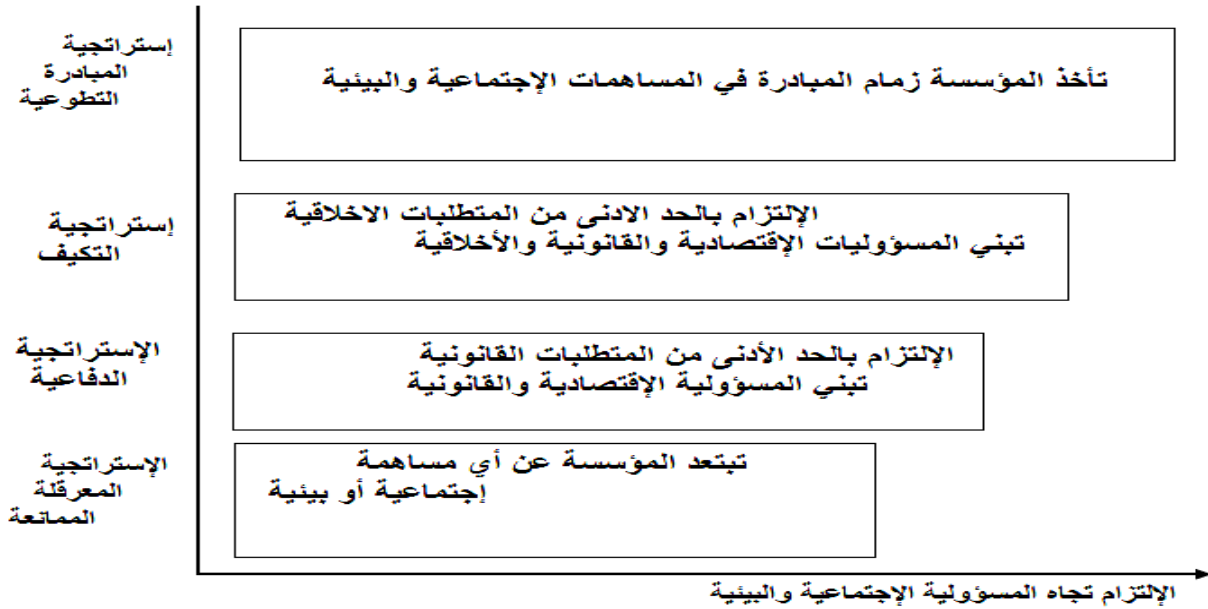 إستراتجية
المبادرة
التطوعية
تأخذ المؤسسة زمام المبادرة في المساهمات الإجتماعية والبيئية
إستراتجية
التكيف
الإلتزام بالحد الادنى من المتطلبات الاخلاقية
تبني المسؤوليات الإقتصادية والقانونية والأخلاقية
الإستراتجية
الدفاعية
الإلتزام بالحد الأدنى من المتطلبات القانونية
تبني المسؤولية الإقتصادية والقانونية
الإستراتجية
المعرقلة
الممانعة
تبتعد المؤسسة عن أي مساهمة
إجتماعية أو بيئية
الإلتزام تجاه المسؤولية الإجتماعية والبيئية